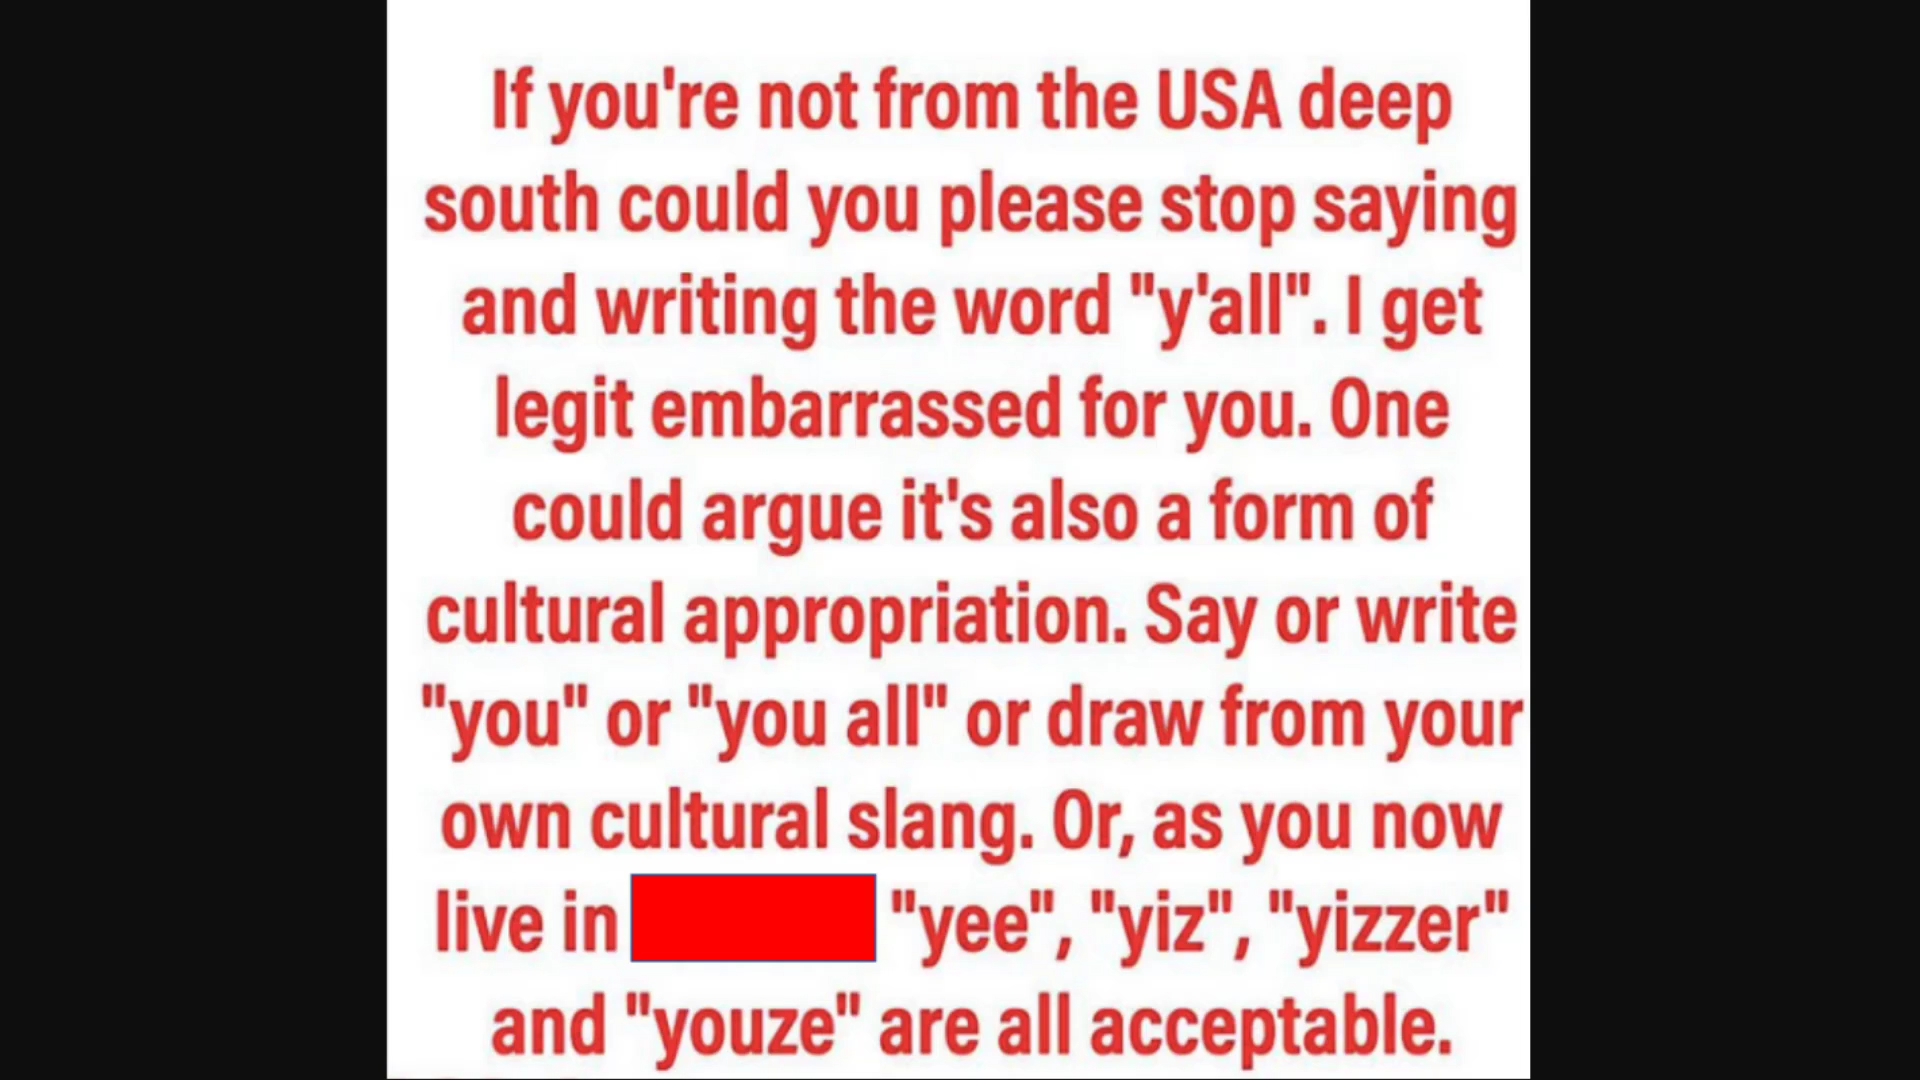 If you're not from the USA deep
south could you please stop saying
and writing the word "y'all". I get
legit embarrassed for you. One
could argue it's also a form of
cultural appropriation. Say or write
"you" or "you all" or draw from your
own cultural slang. Or, as you now
live in "yee", "yiz", "yizzer"
and "youze" are all acceptable.